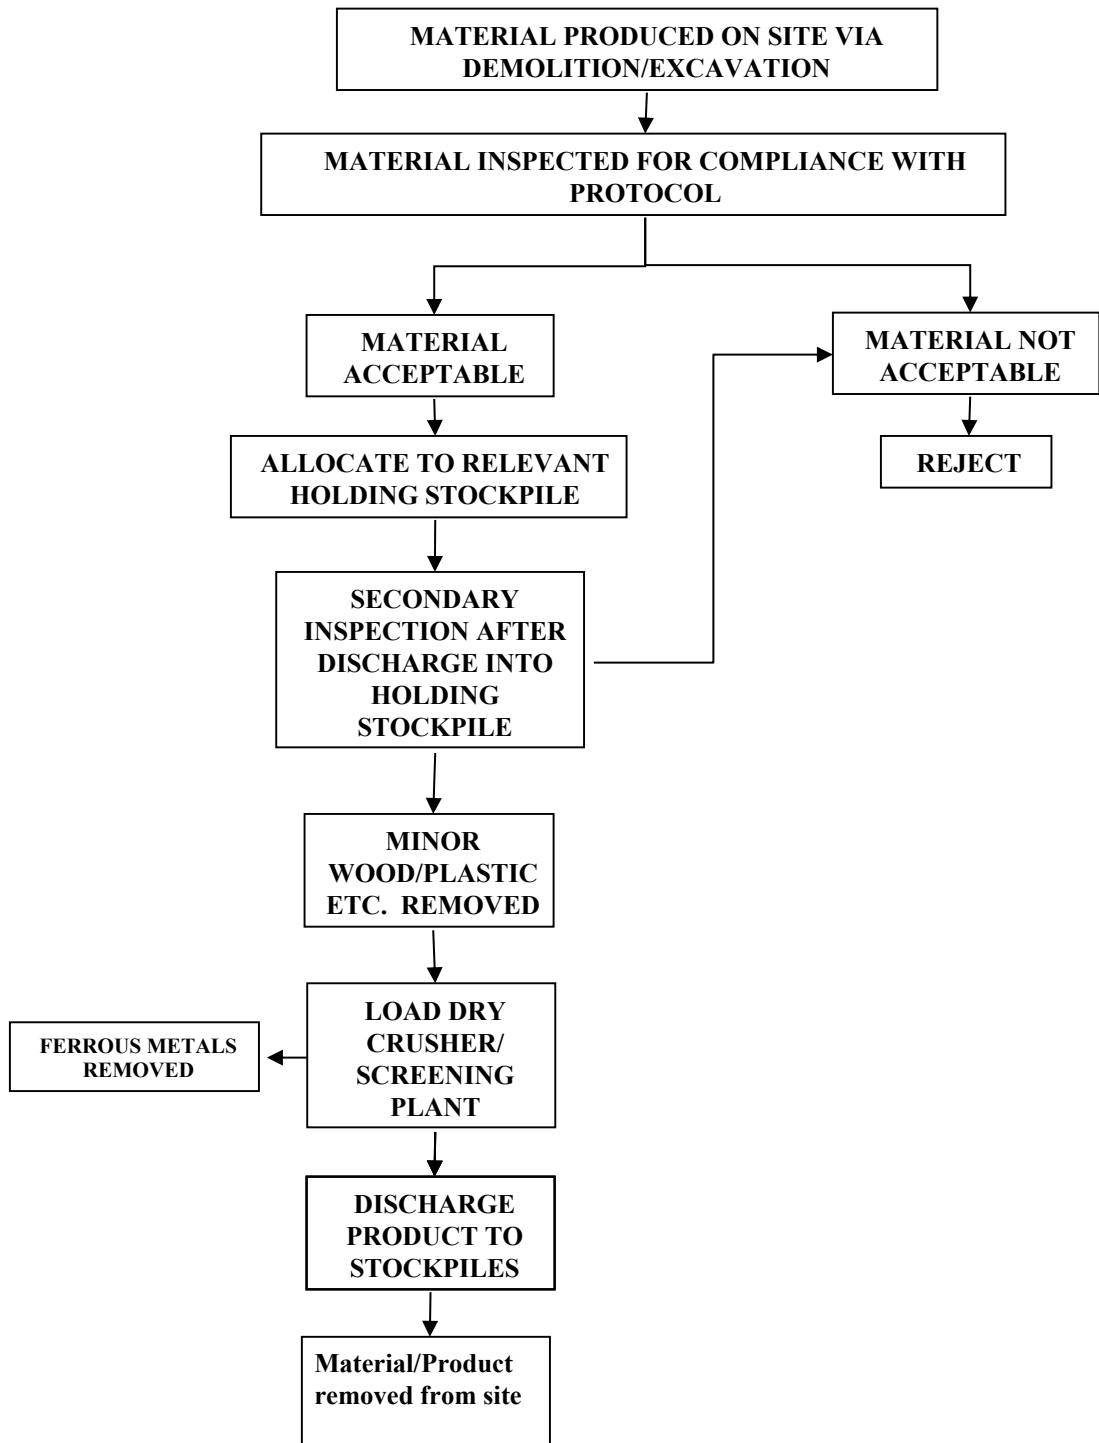 MATERIAL PRODUCED ON SITE VIA
DEMOLITION/EXCAVATION
MATERIAL INSPECTED FOR COMPLIANCE WITH
PROTOCOL
MATERIAL
ACCEPTABLE
MATERIAL NOT
ACCEPTABLE
ALLOCATE TO RELEVANT
HOLDING STOCKPILE
REJECT
SECONDARY
INSPECTION AFTER
DISCHARGE INTO
HOLDING
STOCKPILE
MINOR
WOOD/PLASTIC
ETC. REMOVED
LOAD DRY
CRUSHER/
SCREENING
PLANT
FERROUS METALS
REMOVED
DISCHARGE
PRODUCT TO
STOCKPILES
Material/Product
removed from site